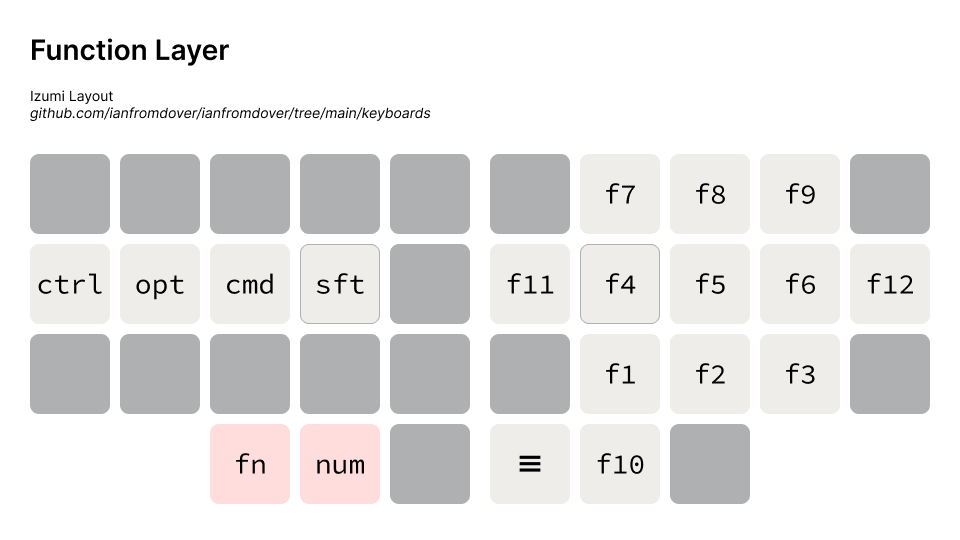 Function Layer
Izumi Layout
github.com/ianfromdover/ianfromdover/tree/main/keyboards
f7 f8 f9
ctrl opt cmd sft f11 f4 f5 f6 f12
f1 f2 f3
fn num ≡ f10